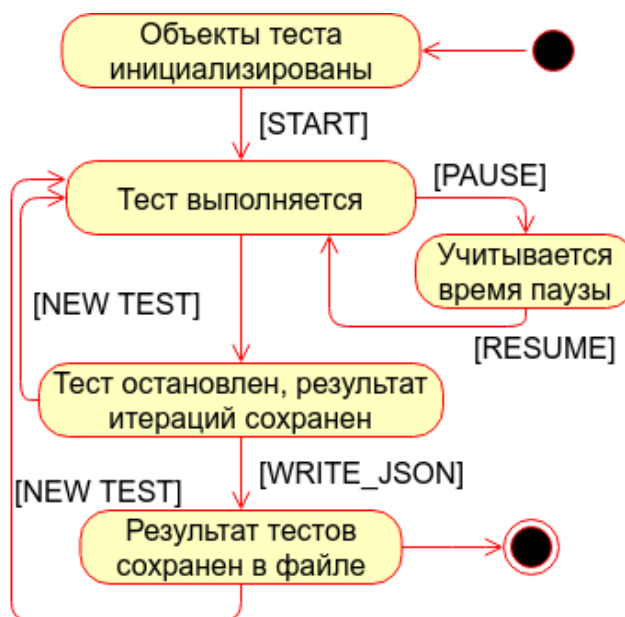 Объекты теста
инициализированы
[START]
Тест выполняется
[PAUSE]
Учитывается
время паузы
[NEW TEST]
[RESUME]
Тест остановлен, результат
итераций сохранен
[WRITE_JSON]
[NEW TEST]
Результат тестов
сохранен в файле